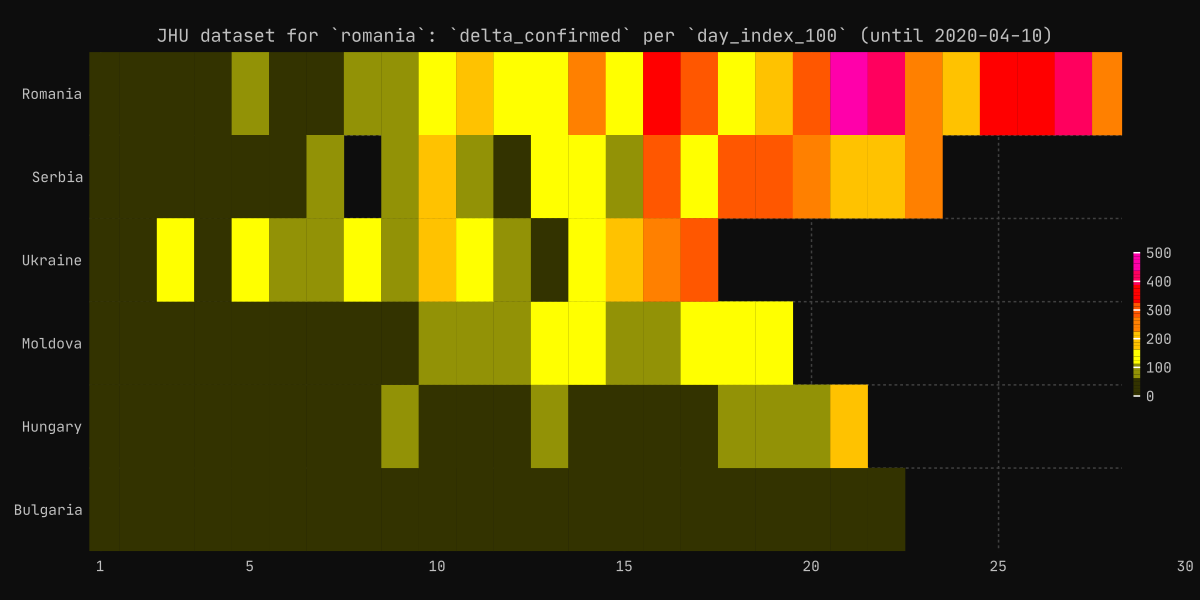 JHU dataset for `romania`: `delta_confirmed` per `day_index_100` (until 2020-04-10)
Romania
Serbia
Ukraine
Moldova
Hungary
Bulgaria
500
400
300
200
100
0
1 5 10 15 20 25 30